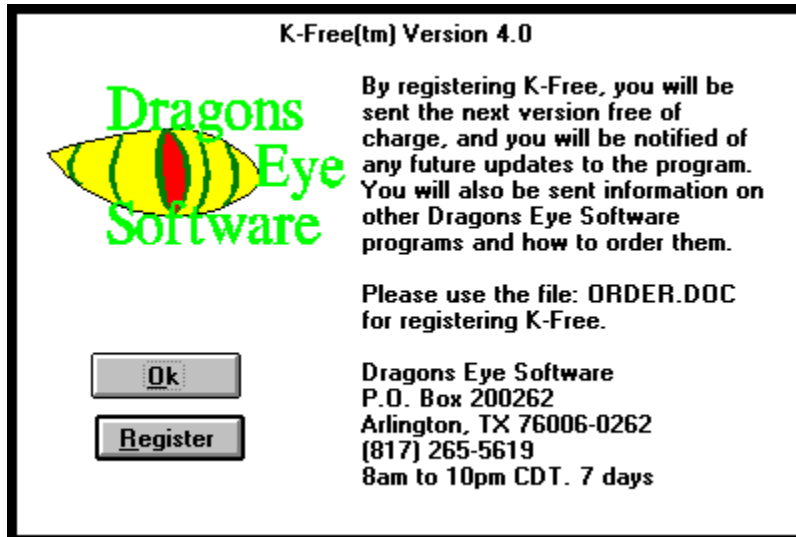 K-Free(tm) Version 4.0
Dragons
Eye
Software
By registering K-Free, you will be
sent the next version free of
charge, and you will be notified of
any future updates to the program.
You will also be sent information on
other Dragons Eye Software
programs and how to order them.
Please use the file: ORDER.DOC
for registering K-Free.
Ok
Register
Dragons Eye Software
P.O. Box 200262
Arlington, TX 76006-0262
(817) 265-5619
8am to 10pm CDT. 7 days